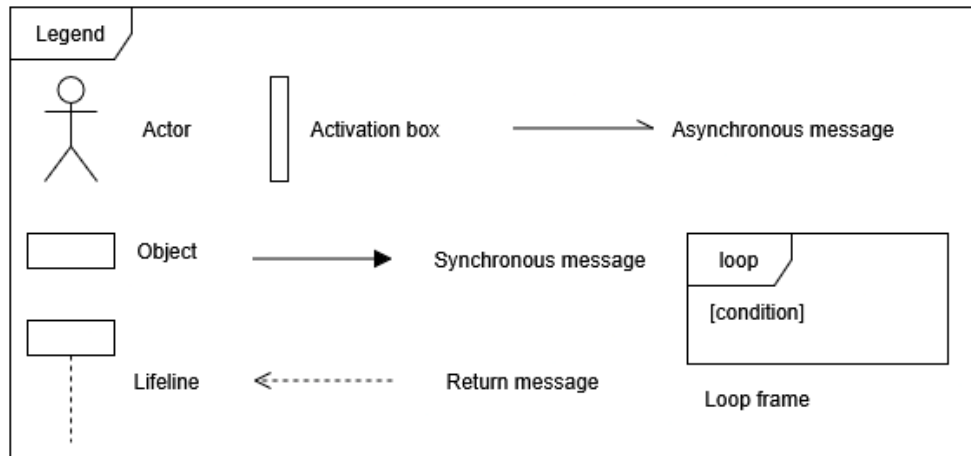 Legend
Actor
Activation box
Asynchronous message
Object
Synchronous message
loop
[condition]
Lifeline
Return message
Loop frame